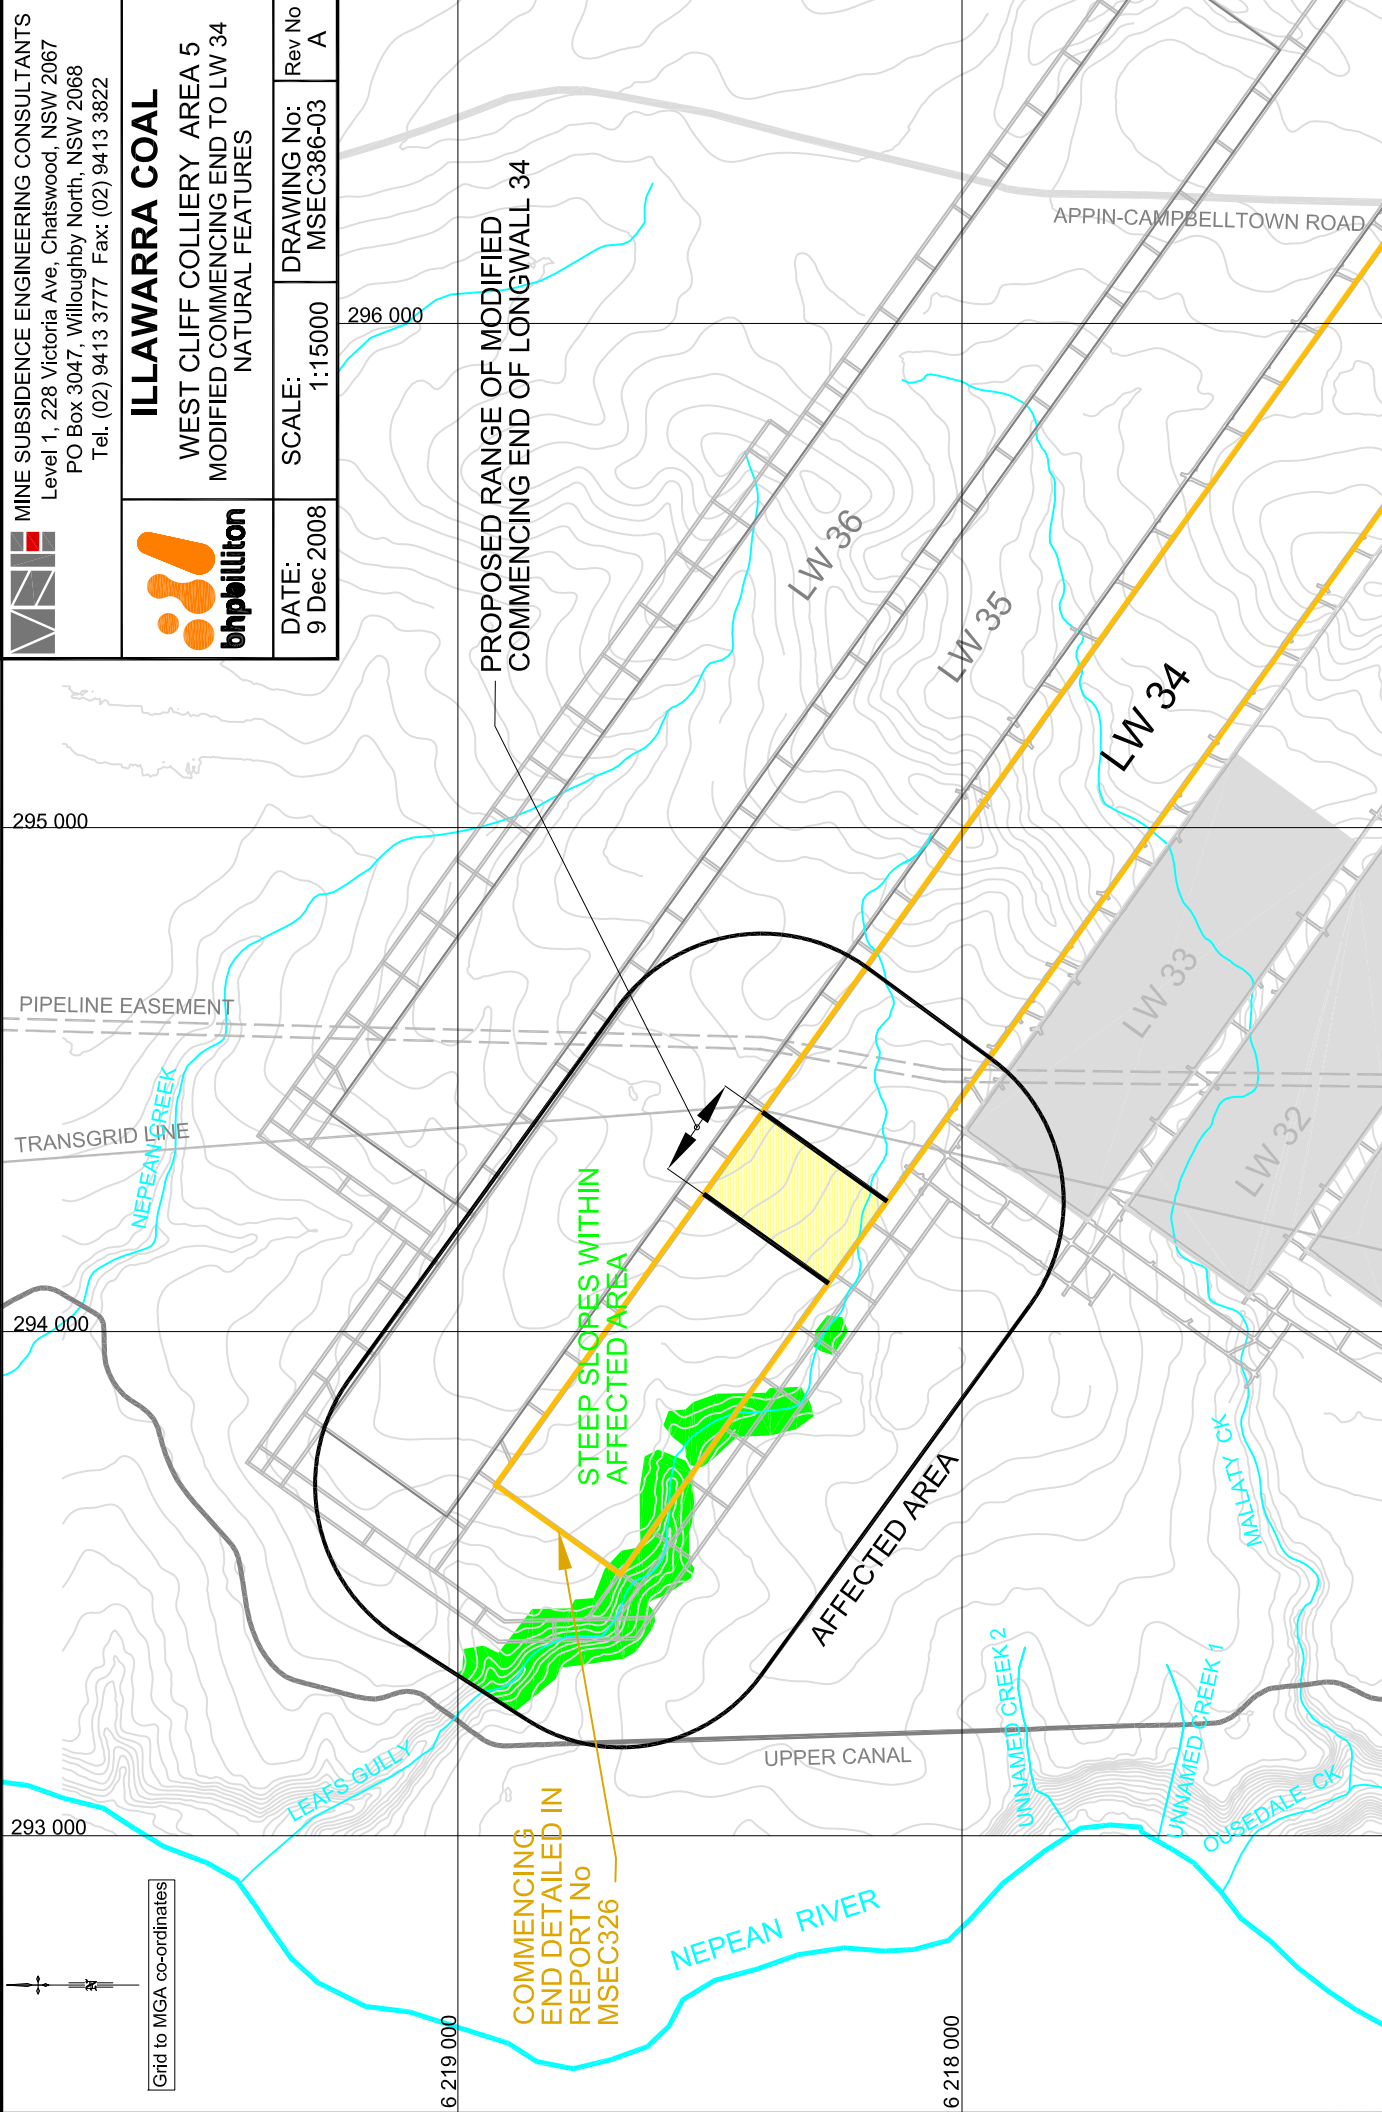 MINE SUBSIDENCE ENGINEERING CONSULTANTS
Level 1, 228 Victoria Ave, Chatswood, NSW 2067
PO Box 3047, Willoughby North, NSW 2068
Tel. (02) 9413 3777 Fax: (02) 9413 3822
bhpbilliton
ILLAWARRA COAL
WEST CLIFF COLLIERY AREA 5
MODIFIED COMMENCING END TO LW 34
NATURAL FEATURES
DATE:
9 Dec 2008
SCALE:
1:15000
DRAWING No:
MSEC386-03
Rev No
A
296 000
295 000
294 000
293 000
6 219 000
6 218 000
PROPOSED RANGE OF MODIFIED
COMMENCING END OF LONGWALL 34
APPIN-CAMPBELLTOWN ROAD
LW 36
LW 35
LW 34
LW 33
LW 32
PIPELINE EASEMENT
TRANSGRID LINE
NEPEAN CREEK
STEEP SLOPES WITHIN
AFFECTED AREA
AFFECTED AREA
MALLATY CK
UPPER CANAL
LEAFS GULLY
UNNAMED CREEK 2
UNNAMED CREEK 1
OUSEDALE CK
COMMENCING
END DETAILED IN
REPORT No
MSEC326
NEPEAN RIVER
N
Grid to MGA co-ordinates